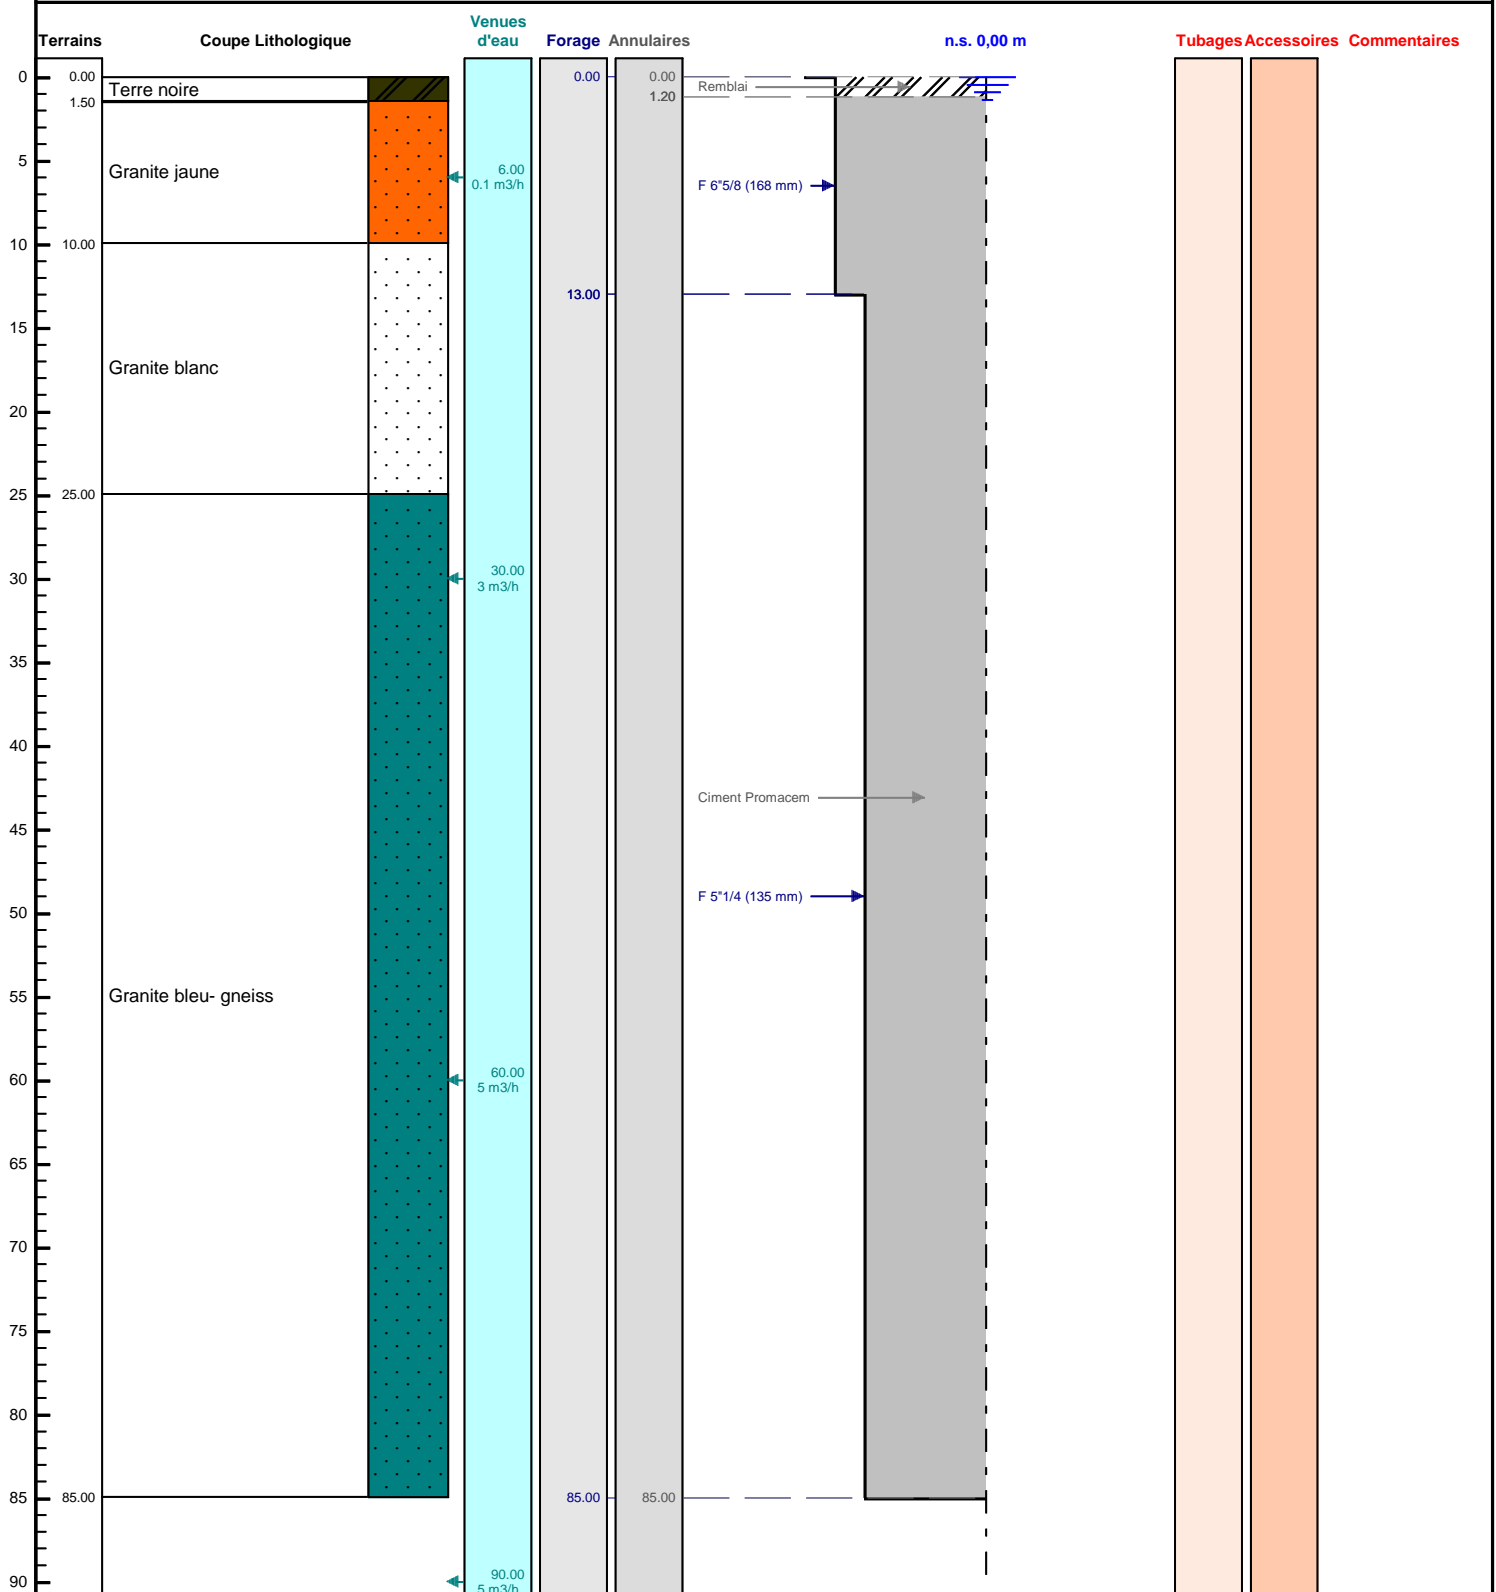 Terrains
Coupe Lithologique
Venues
d'eau
Forage
Annulaires
n.s. 0,00 m
Tubages
Accessoires
Commentaires
0
0.00
0.00
0.00
Terre noire
Remblai
1.50
1.20
5
Granite jaune
6.00
0.1 m3/h
F 6"5/8 (168 mm)
10
10.00
13.00
15
Granite blanc
20
25
25.00
30
30.00
3 m3/h
35
40
Ciment Promacem
45
F 5"1/4 (135 mm)
50
55
Granite bleu- gneiss
60
60.00
5 m3/h
65
70
75
80
85
85.00
85.00
85.00
90
90.00
5 m3/h